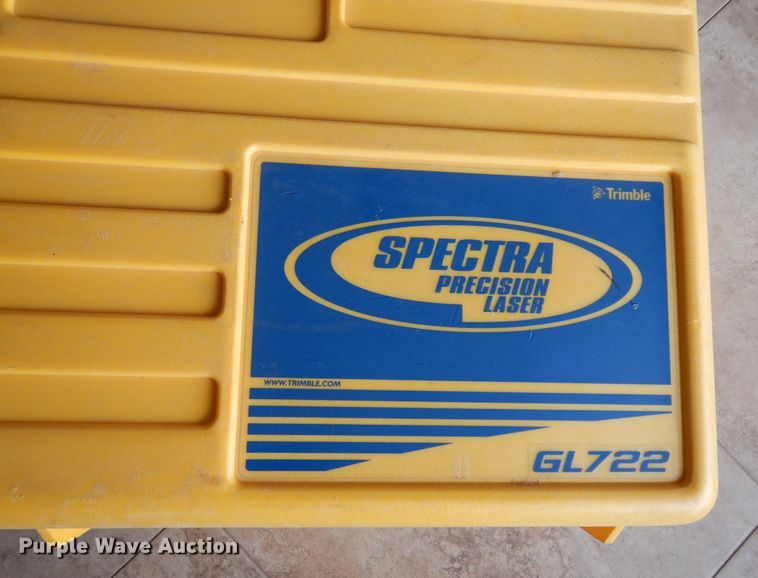 Trimble
SPECTRA
PRECISION
LASER
WWW.TRIMBLE.COM
GL722
Purple Wave Auction